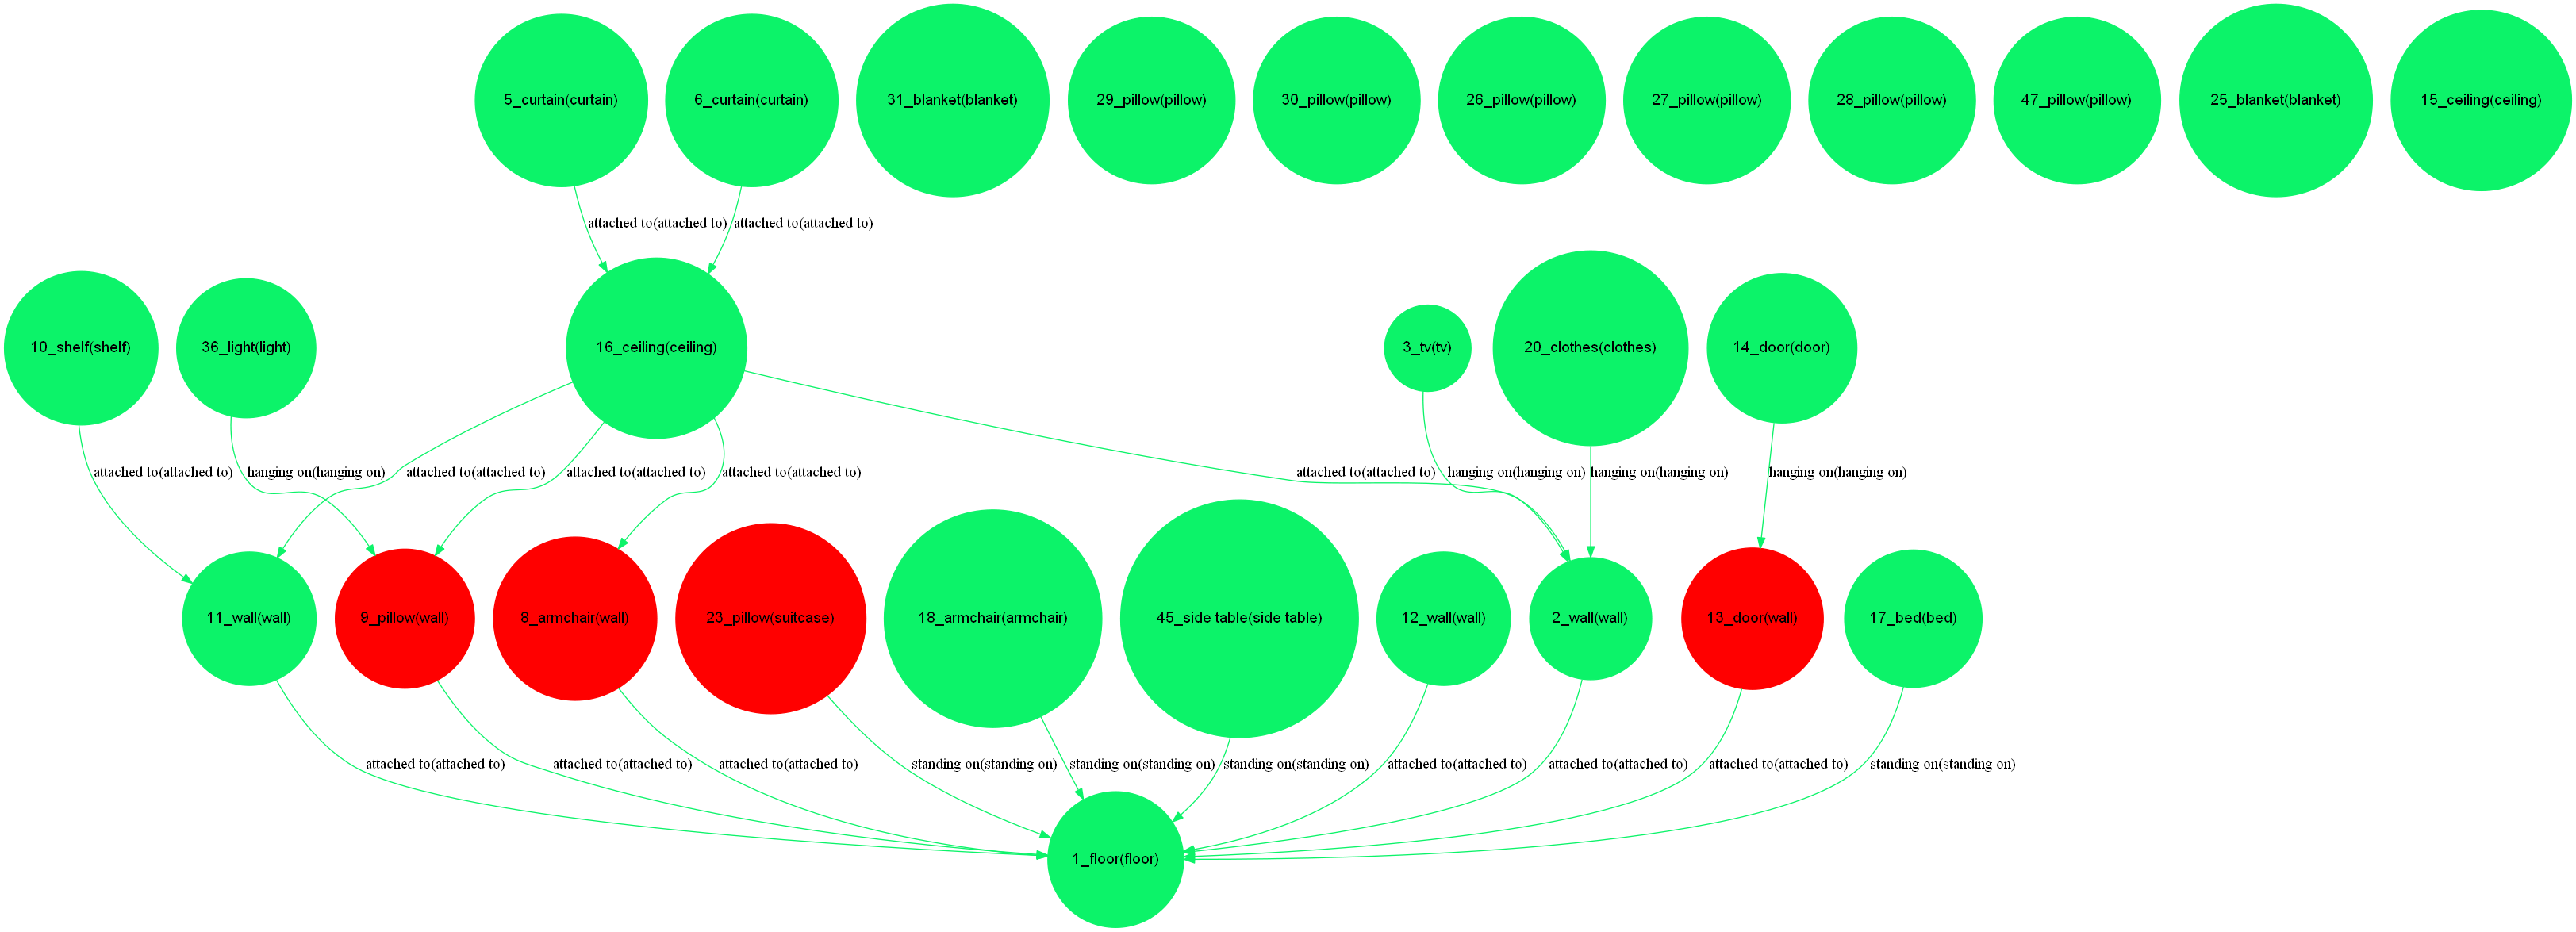 5_curtain(curtain)
6_curtain(curtain)
31_blanket(blanket)
29_pillow(pillow)
30_pillow(pillow)
26_pillow(pillow)
27_pillow(pillow)
28_pillow(pillow)
47_pillow(pillow)
25_blanket(blanket)
15_ceiling(ceiling)
attached to(attached to)
attached to(attached to)
10_shelf(shelf)
36_light(light)
16_ceiling(ceiling)
3_tv(tv)
20_clothes(clothes)
14_door(door)
attached to(attached to)
hanging on(hanging on)
attached to(attached to)
attached to(attached to)
attached to(attached to)
attached to(attached to)
hanging on(hanging on)
hanging on(hanging on)
hanging on(hanging on)
11_wall(wall)
9_pillow(wall)
8_armchair(wall)
23_pillow(suitcase)
18_armchair(armchair)
45_side table(side table)
12_wall(wall)
2_wall(wall)
13_door(wall)
17_bed(bed)
attached to(attached to)
attached to(attached to)
attached to(attached to)
standing on(standing on)
standing on(standing on)
standing on(standing on)
attached to(attached to)
attached to(attached to)
attached to(attached to)
standing on(standing on)
1_floor(floor)